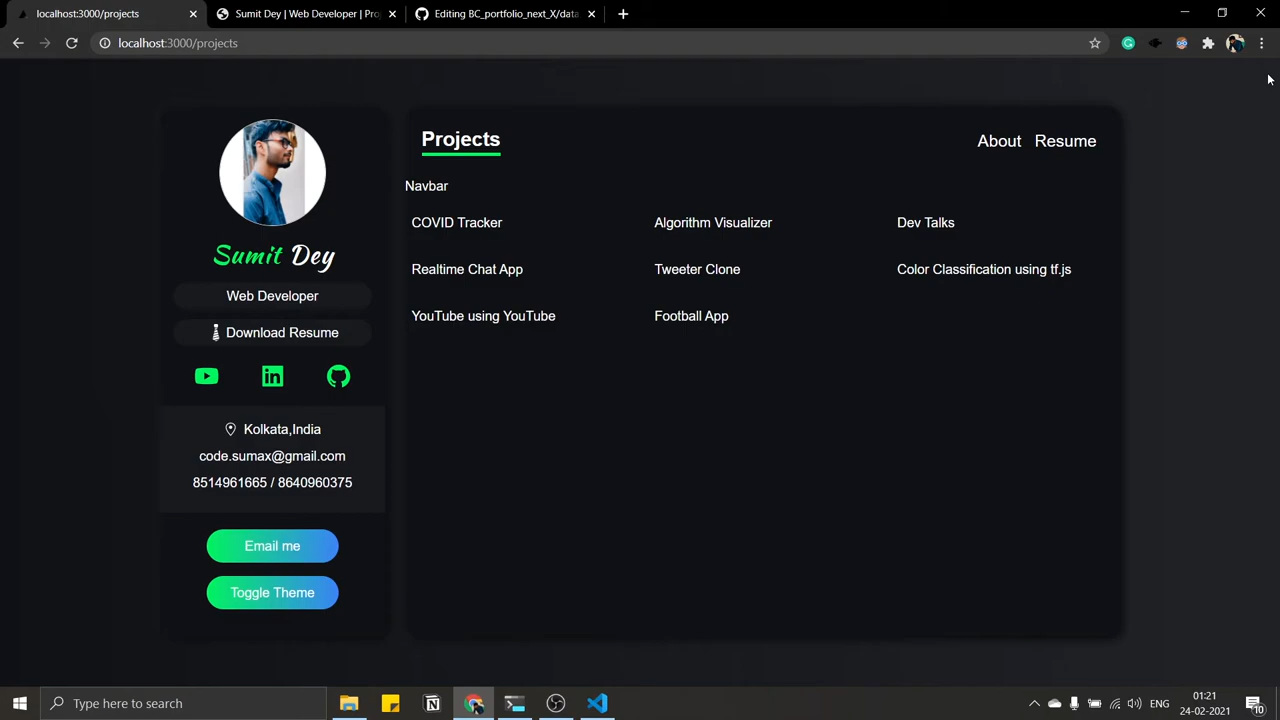 localhost:3000/projects
Sumit Dey | Web Developer | Pro
Editing BC_portfolio_next_X/data
localhost:3000/projects
Projects
About Resume
Navbar
COVID Tracker Algorithm Visualizer Dev Talks
Realtime Chat App Tweeter Clone Color Classification using tf.js
YouTube using YouTube Football App
Sumit Dey
Web Developer
Download Resume
in
Kolkata,India
code.sumax@gmail.com
8514961665 / 8640960375
Email me
Toggle Theme
Type here to search
N
ENG
01:21
24-02-2021
10